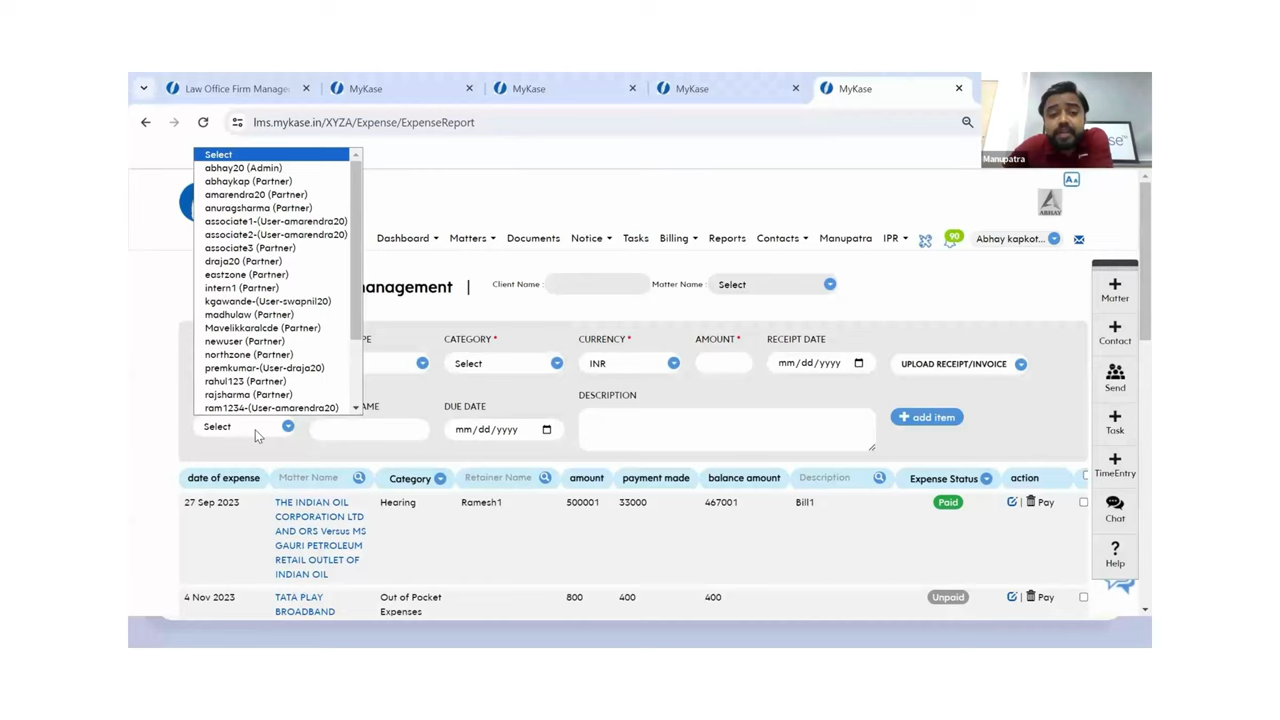 Law Office Firm Manage
MyKase
MyKase
MyKase
MyKase
lms.mykase.in/XYZA/Expense/ExpenseReport
Manupatra
Select
abhay20 (Admin)
abhaykap (Partner)
amarendra20 (Partner)
anuragsharma (Partner)
associate1-(User-amarendra20)
associate2-(User-amarendra20)
associate3 (Partner)
draja20 (Partner)
eastzone (Partner)
intern1 (Partner)
kgawande-(User-swapnil20)
madhulaw (Partner)
Mavelikkaralcde (Partner)
newuser (Partner)
northzone (Partner)
premkumar-(User-draja20)
rahul123 (Partner)
rajsharma (Partner)
ram1234-(User-amarendra20)
ABHAY
Dashboard Matters Documents Notice Tasks Billing Reports Contacts Manupatra IPR 90 Abhay kapkot...
management | Client Name : Matter Name : Select
CATEGORY * CURRENCY * AMOUNT * RECEIPT DATE
Select INR mm/dd/yyyy UPLOAD RECEIPT/INVOICE
DUE DATE DESCRIPTION
Select mm/dd/yyyy + add item
date of expense Matter Name Category Retainer Name amount payment made balance amount Description Expense Status action
27 Sep 2023 THE INDIAN OIL Hearing Ramesh1 500001 33000 467001 Bill1 Paid | Pay
CORPORATION LTD
AND ORS Versus MS
GAURI PETROLEUM
RETAIL OUTLET OF
INDIAN OIL
4 Nov 2023 TATA PLAY Out of Pocket 800 400 400 Unpaid | Pay
BROADBAND Expenses
Matter
Contact
Send
Task
TimeEntry
Chat
Help